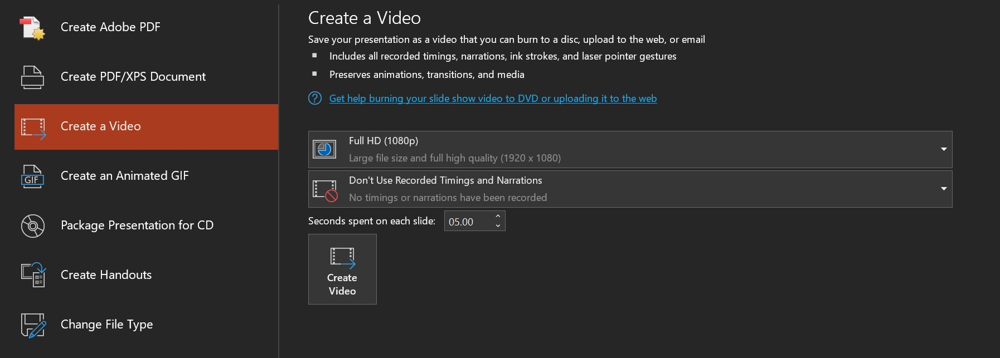 Create Adobe PDF
Create PDF/XPS Document
Create a Video
GIF
Create an Animated GIF
Package Presentation for CD
Create Handouts
Change File Type
Create a Video
Save your presentation as a video that you can burn to a disc, upload to the web, or email
Includes all recorded timings, narrations, ink strokes, and laser pointer gestures
Preserves animations, transitions, and media
? Get help burning your slide show video to DVD or uploading it to the web
Full HD (1080p)
Large file size and full high quality (1920 x 1080)
Don't Use Recorded Timings and Narrations
No timings or narrations have been recorded
Seconds spent on each slide: 05.00
Create
Video